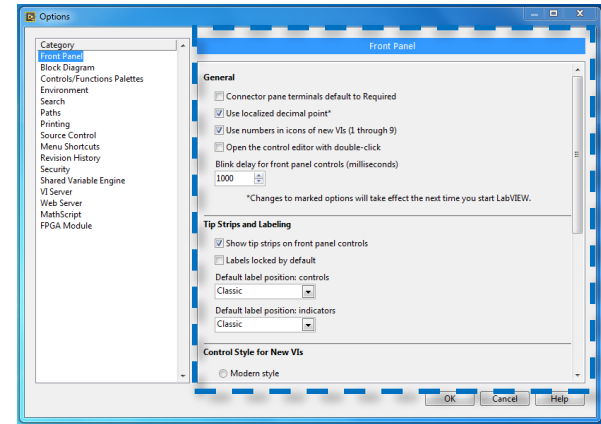 Options
Category
Front Panel
Block Diagram
Controls/Functions Palettes
Environment
Search
Paths
Printing
Source Control
Menu Shortcuts
Revision History
Security
Shared Variable Engine
VI Server
Web Server
MathScript
FPGA Module
Front Panel
General
Connector pane terminals default to Required
Use localized decimal point*
Use numbers in icons of new VIs (1 through 9)
Open the control editor with double-click
Blink delay for front panel controls (milliseconds)
1000
*Changes to marked options will take effect the next time you start LabVIEW.
Tip Strips and Labeling
Show tip strips on front panel controls
Labels locked by default
Default label position: controls
Classic
Default label position: indicators
Classic
Control Style for New VIs
Modern style
OK Cancel Help